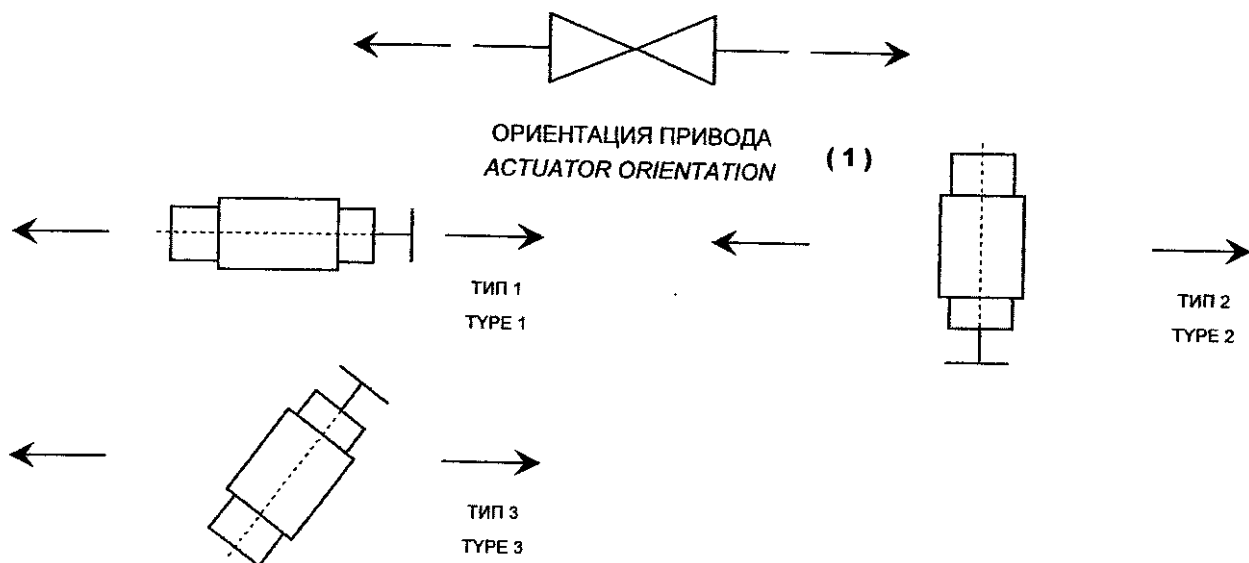 ОРИЕНТАЦИЯ ПРИВОДА
ACTUATOR ORIENTATION
(1)
ТИП 1
TYPE 1
ТИП 2
TYPE 2
ТИП 3
TYPE 3